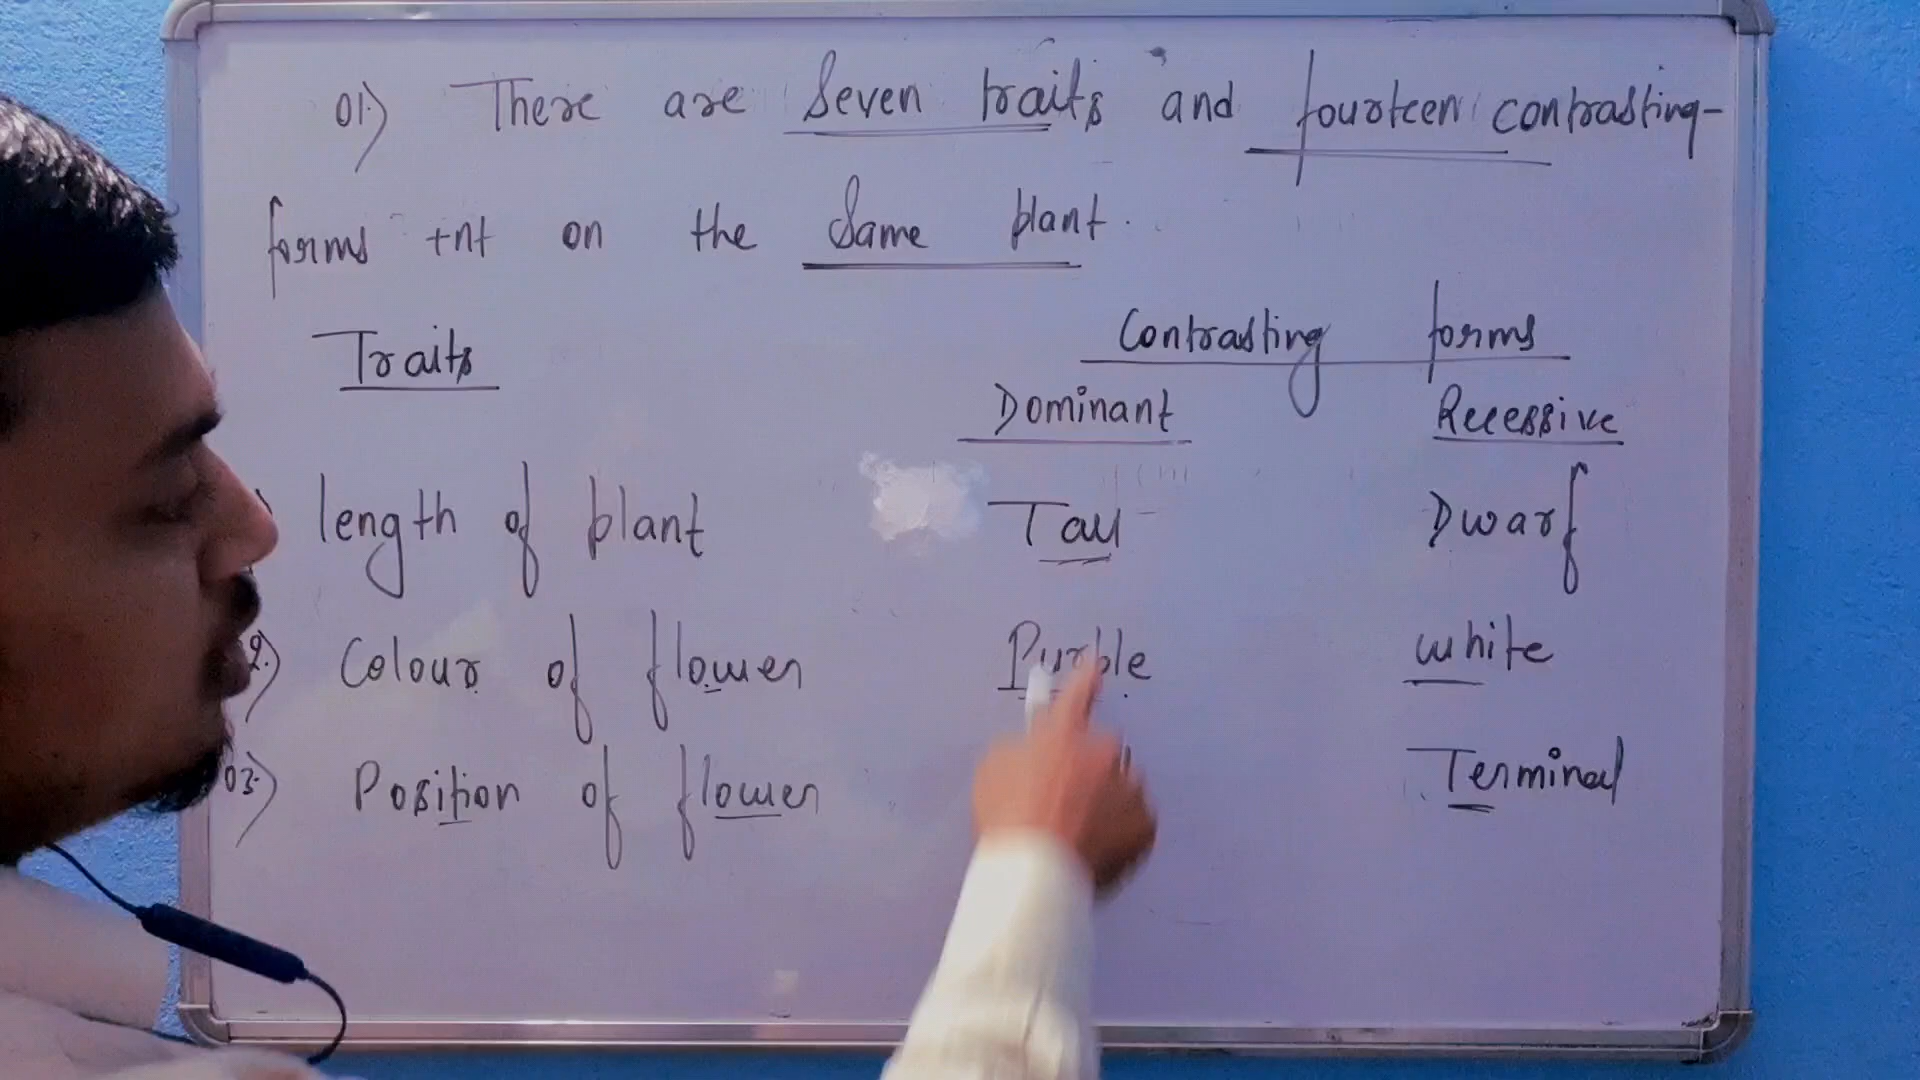 01.) There are Seven traits and fourteen contrasting-
forms +nt on the Same plant.
Traits
Contrasting forms
Dominant Recessive
length of plant Tall Dwarf
2.) Colour of flower Purple white
03.) Position of flower Terminal